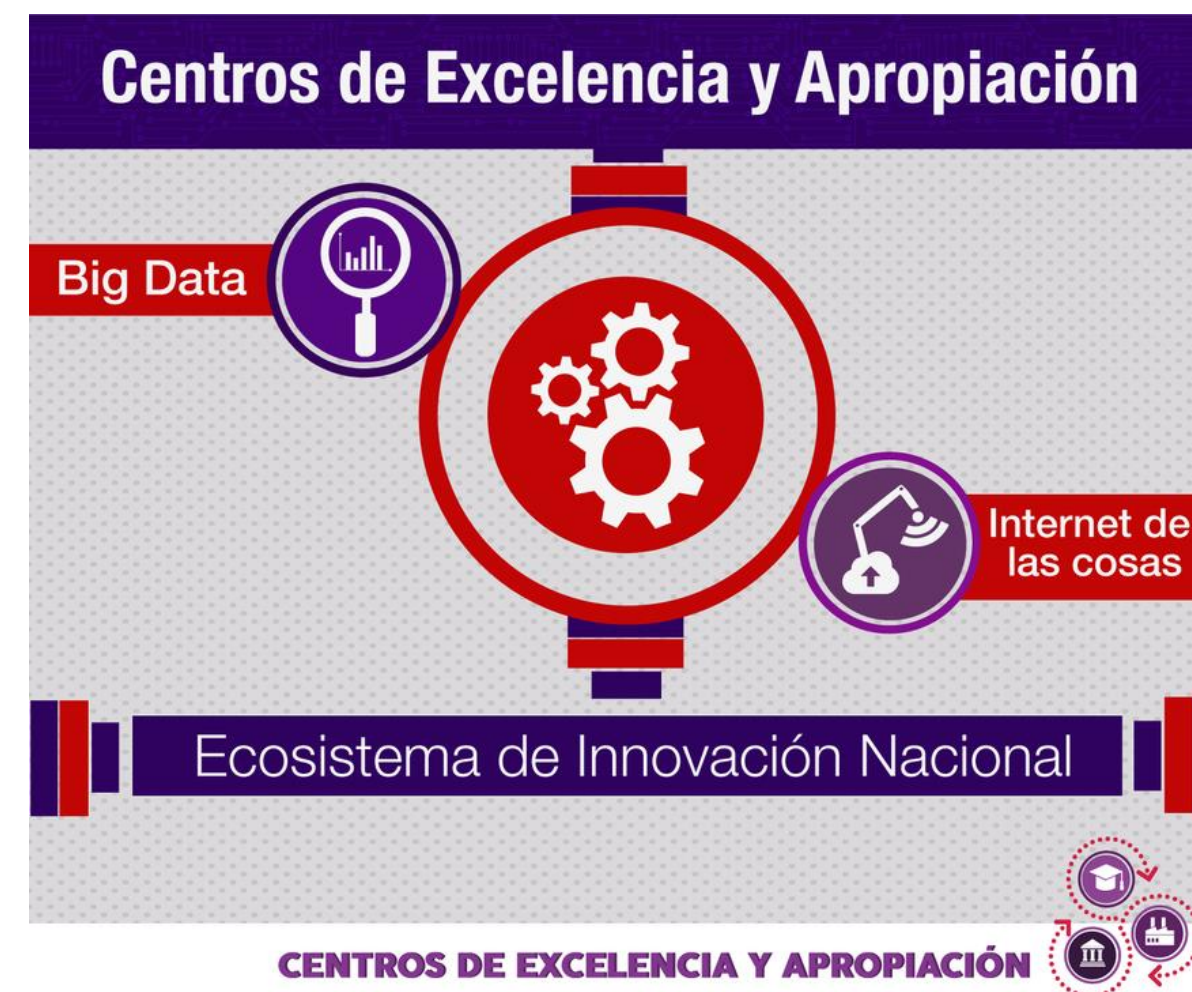 Centros de Excelencia y Apropiación
Big Data
Internet de
las cosas
Ecosistema de Innovación Nacional
CENTROS DE EXCELENCIA Y APROPIACIÓN